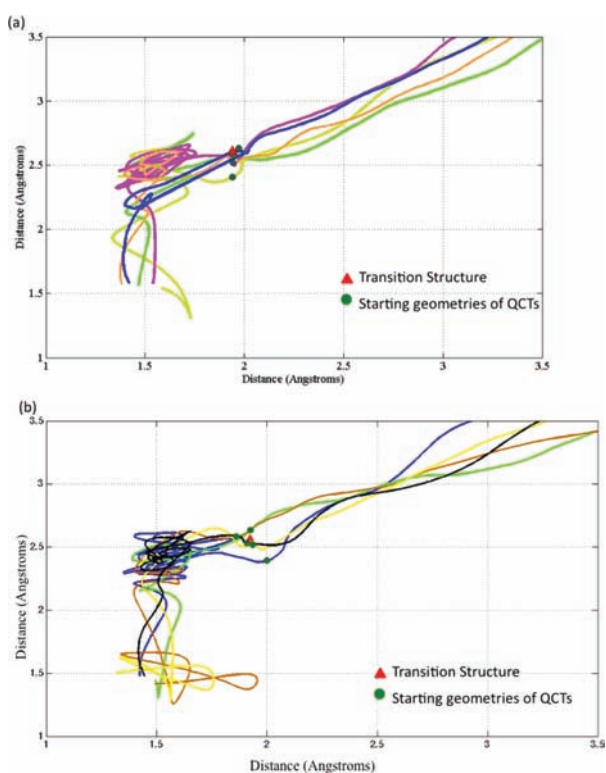 (a)
3.5
3
2.5
2
1.5
1
Distance (Angstroms)
1
1.5
2
2.5
3
3.5
Distance (Angstroms)
Transition Structure
Starting geometries of QCTs
(b)
3.5
3
2.5
2
1.5
1
Distance (Angstroms)
1
1.5
2
2.5
3
3.5
Distance (Angstroms)
Transition Structure
Starting geometries of QCTs